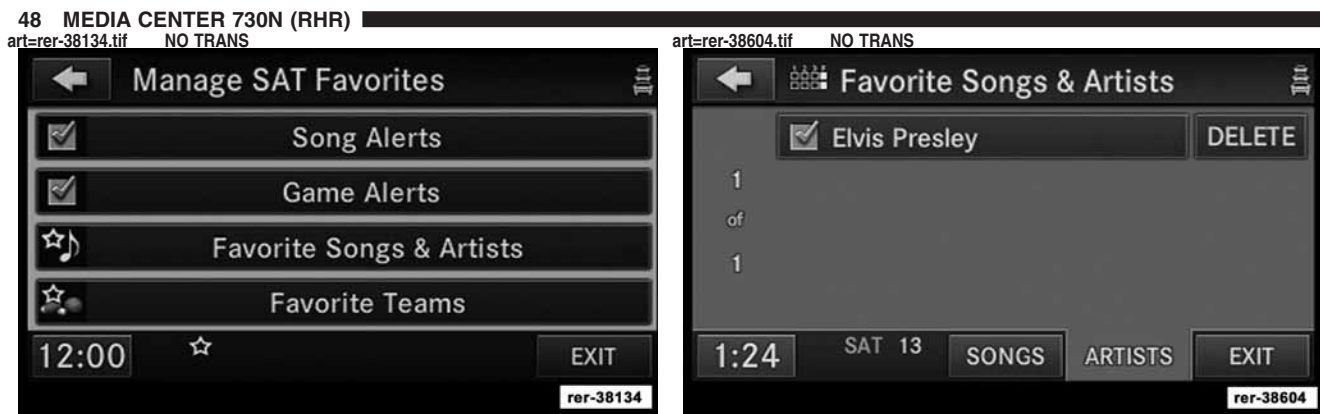 48 MEDIA CENTER 730N (RHR)
art=rer-38134.tif NO TRANS
Manage SAT Favorites
Song Alerts
Game Alerts
Favorite Songs & Artists
Favorite Teams
12:00 EXIT
rer-38134
art=rer-38604.tif NO TRANS
Favorite Songs & Artists
Elvis Presley DELETE
1
of
1
1:24 SAT 13 SONGS ARTISTS EXIT
rer-38604